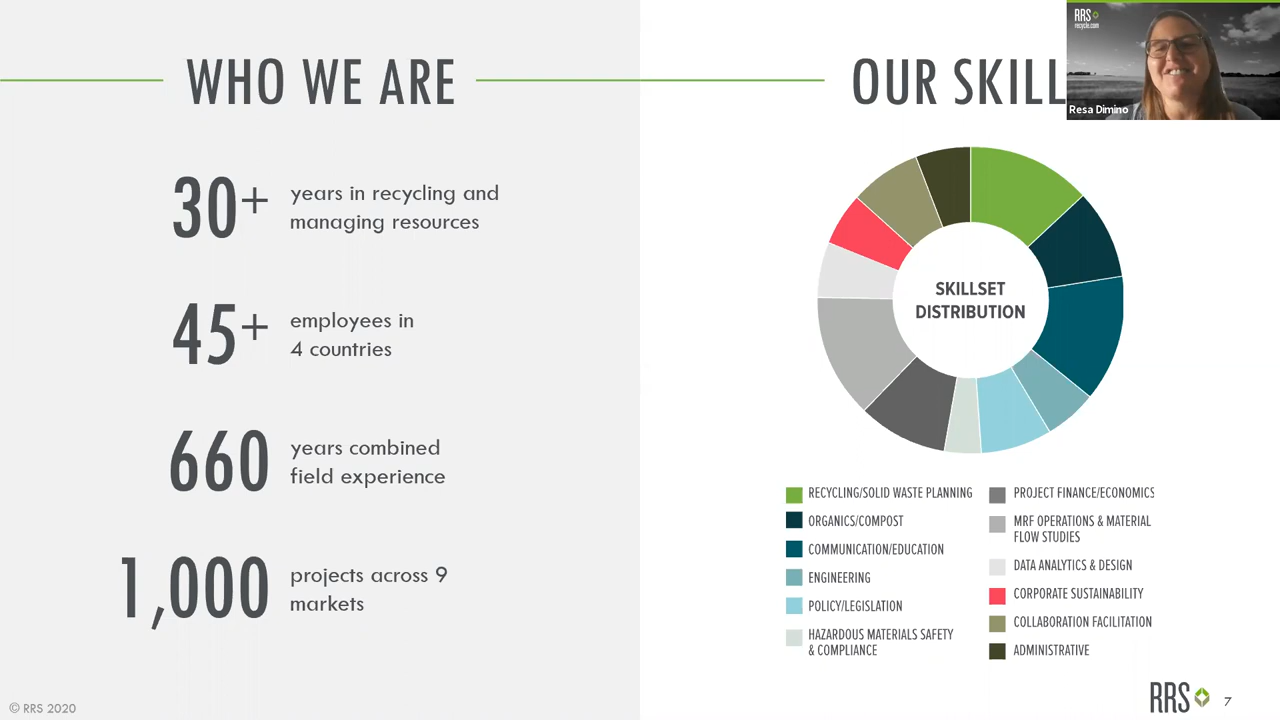 WHO WE ARE
30+
years in recycling and
managing resources
45+
employees in
4 countries
660
years combined
field experience
1,000
projects across 9
markets
© RRS 2020
OUR SKILL
RRS
recycle.com
Resa Dimino
SKILLSET
DISTRIBUTION
RECYCLING/SOLID WASTE PLANNING
ORGANICS/COMPOST
COMMUNICATION/EDUCATION
ENGINEERING
POLICY/LEGISLATION
HAZARDOUS MATERIALS SAFETY
& COMPLIANCE
PROJECT FINANCE/ECONOMICS
MRF OPERATIONS & MATERIAL
FLOW STUDIES
DATA ANALYTICS & DESIGN
CORPORATE SUSTAINABILITY
COLLABORATION FACILITATION
ADMINISTRATIVE
RRS
7